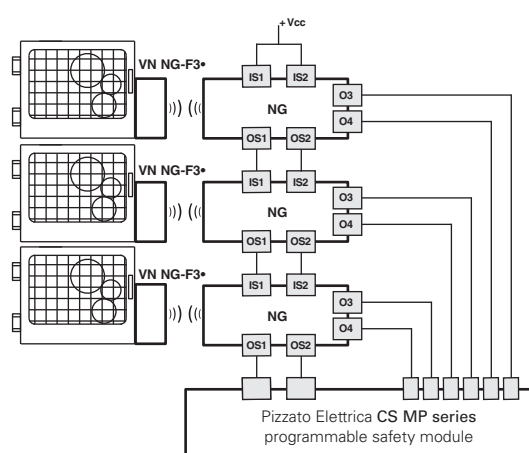 +Vcc
VN NG-F3•
IS1 IS2
O3
NG
O4
OS1 OS2
VN NG-F3•
IS1 IS2
O3
NG
O4
OS1 OS2
VN NG-F3•
IS1 IS2
O3
NG
O4
OS1 OS2
Pizzato Elettrica CS MP series
programmable safety module